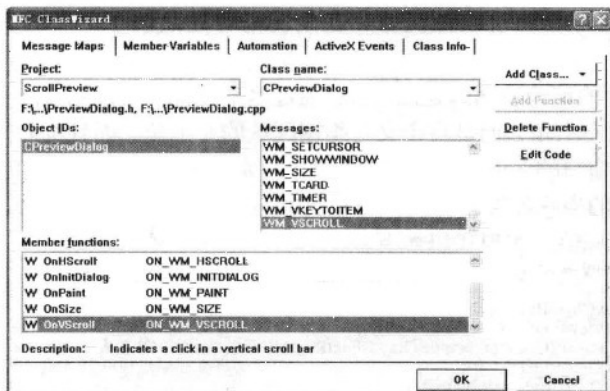 MFC ClassWizard
Message Maps Member Variables Automation ActiveX Events Class Info
Project: Class name:
ScrollPreview CPreviewDialog
Add Class...
F:\...\PreviewDialog.h, F:\...\PreviewDialog.cpp
Add Function
Object IDs: Messages:
Delete Function
CPreviewDialog WM_SETCURSOR
WM_SHOWWINDOW
Edit Code
WM_SIZE
WM_TCARD
WM_TIMER
WM_VKEYTOITEM
WM_VSCROLL
Member functions:
W OnHScroll ON_WM_HSCROLL
W OnInitDialog ON_WM_INITDIALOG
W OnPaint ON_WM_PAINT
W OnSize ON_WM_SIZE
W OnVScroll ON_WM_VSCROLL
Description: Indicates a click in a vertical scroll bar
OK Cancel